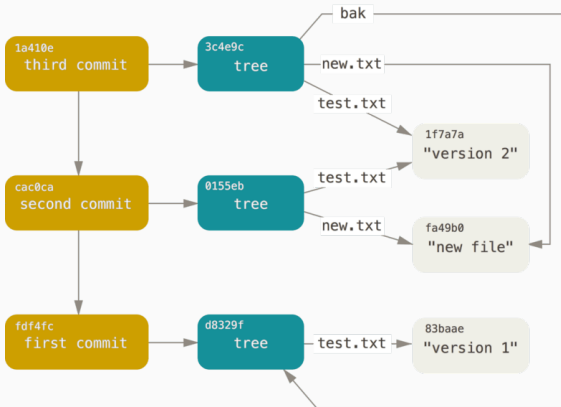 bak
1a410e
third commit
3c4e9c
tree
new.txt
test.txt
1f7a7a
"version 2"
cac0ca
second commit
0155eb
tree
test.txt
new.txt
fa49b0
"new file"
fdf4fc
first commit
d8329f
tree
test.txt
83baae
"version 1"